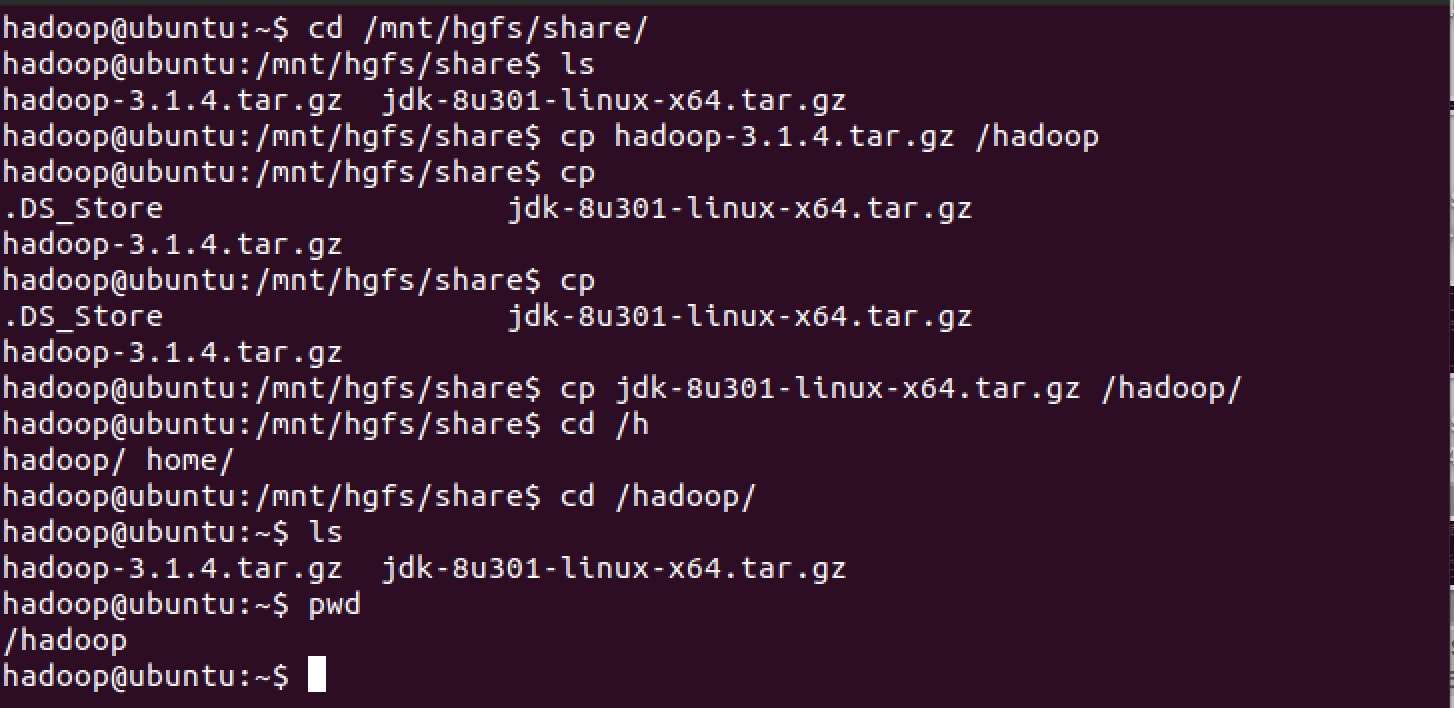 hadoop@ubuntu:~$ cd /mnt/hgfs/share/
hadoop@ubuntu:/mnt/hgfs/share$ ls
hadoop-3.1.4.tar.gz  jdk-8u301-linux-x64.tar.gz
hadoop@ubuntu:/mnt/hgfs/share$ cp hadoop-3.1.4.tar.gz /hadoop
hadoop@ubuntu:/mnt/hgfs/share$ cp
.DS_Store                   jdk-8u301-linux-x64.tar.gz
hadoop-3.1.4.tar.gz
hadoop@ubuntu:/mnt/hgfs/share$ cp
.DS_Store                   jdk-8u301-linux-x64.tar.gz
hadoop-3.1.4.tar.gz
hadoop@ubuntu:/mnt/hgfs/share$ cp jdk-8u301-linux-x64.tar.gz /hadoop/
hadoop@ubuntu:/mnt/hgfs/share$ cd /h
hadoop/ home/
hadoop@ubuntu:/mnt/hgfs/share$ cd /hadoop/
hadoop@ubuntu:~$ ls
hadoop-3.1.4.tar.gz  jdk-8u301-linux-x64.tar.gz
hadoop@ubuntu:~$ pwd
/hadoop
hadoop@ubuntu:~$